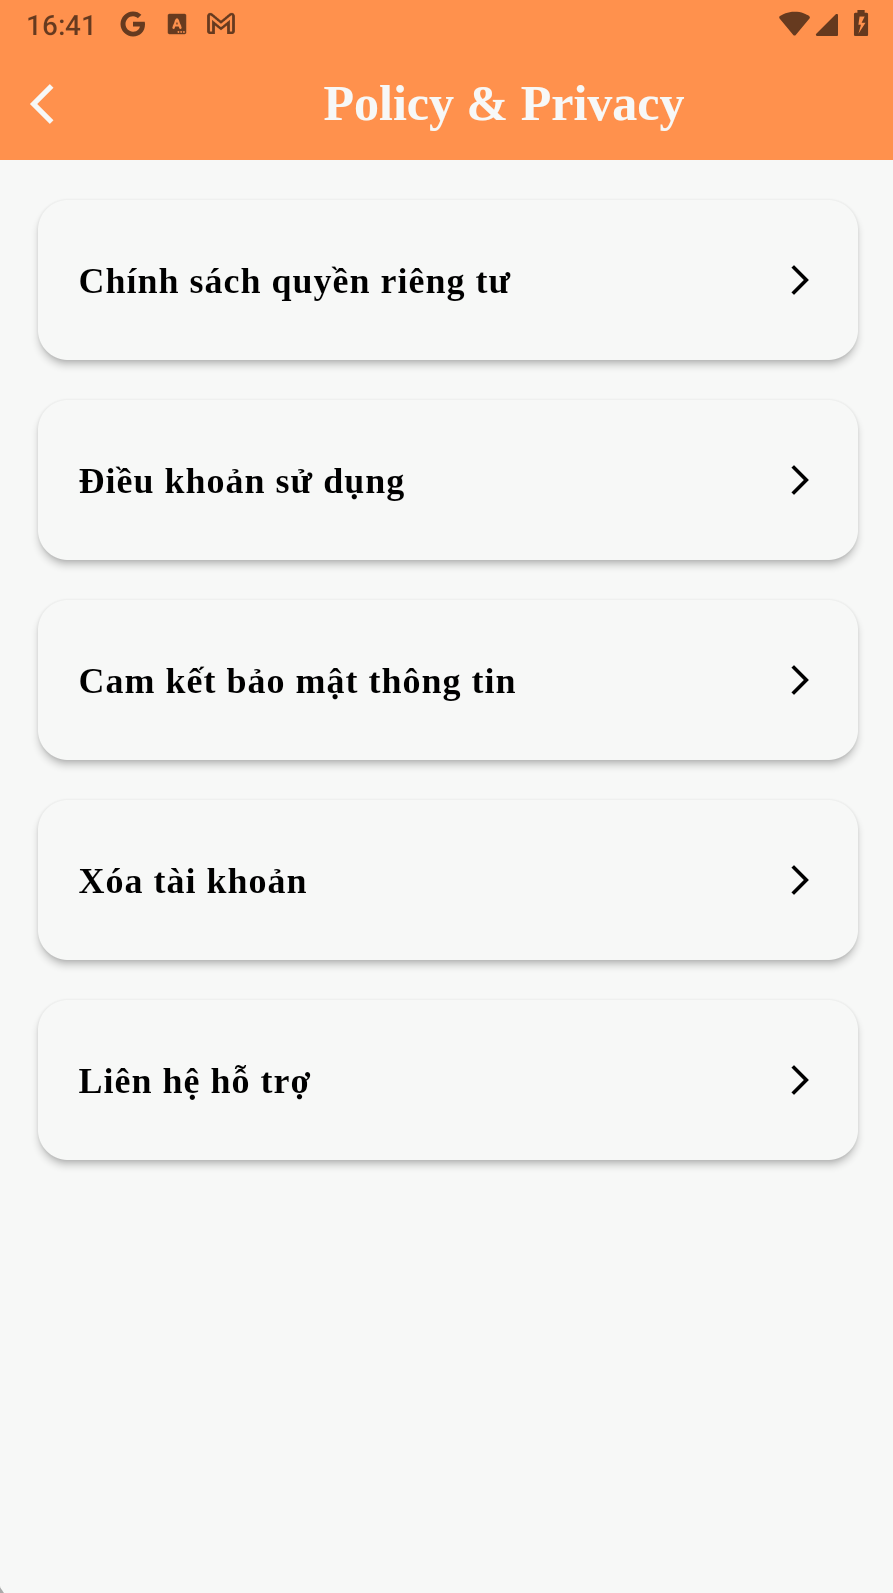 16:41
Policy & Privacy
Chính sách quyền riêng tư
Điều khoản sử dụng
Cam kết bảo mật thông tin
Xóa tài khoản
Liên hệ hỗ trợ